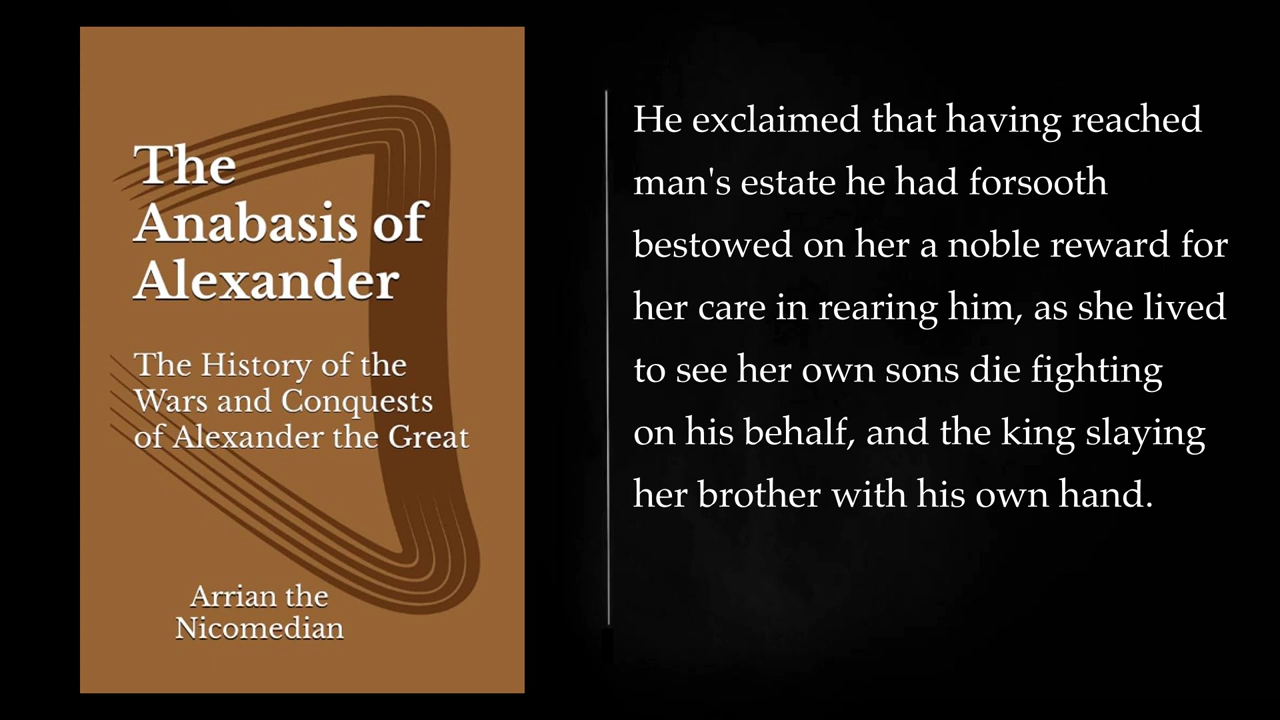 The
Anabasis of
Alexander
The History of the
Wars and Conquests
of Alexander the Great
Arrian the
Nicomedian
He exclaimed that having reached
man's estate he had forsooth
bestowed on her a noble reward for
her care in rearing him, as she lived
to see her own sons die fighting
on his behalf, and the king slaying
her brother with his own hand.